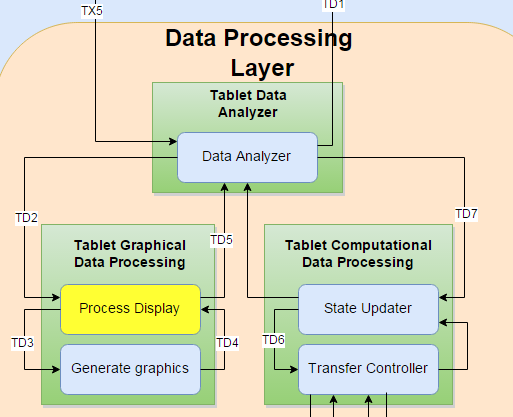 TX5
TD1
Data Processing
Layer
Tablet Data
Analyzer
Data Analyzer
TD2
TD7
TD5
Tablet Graphical
Data Processing
Tablet Computational
Data Processing
Process Display
State Updater
TD3
TD4
TD6
Generate graphics
Transfer Controller